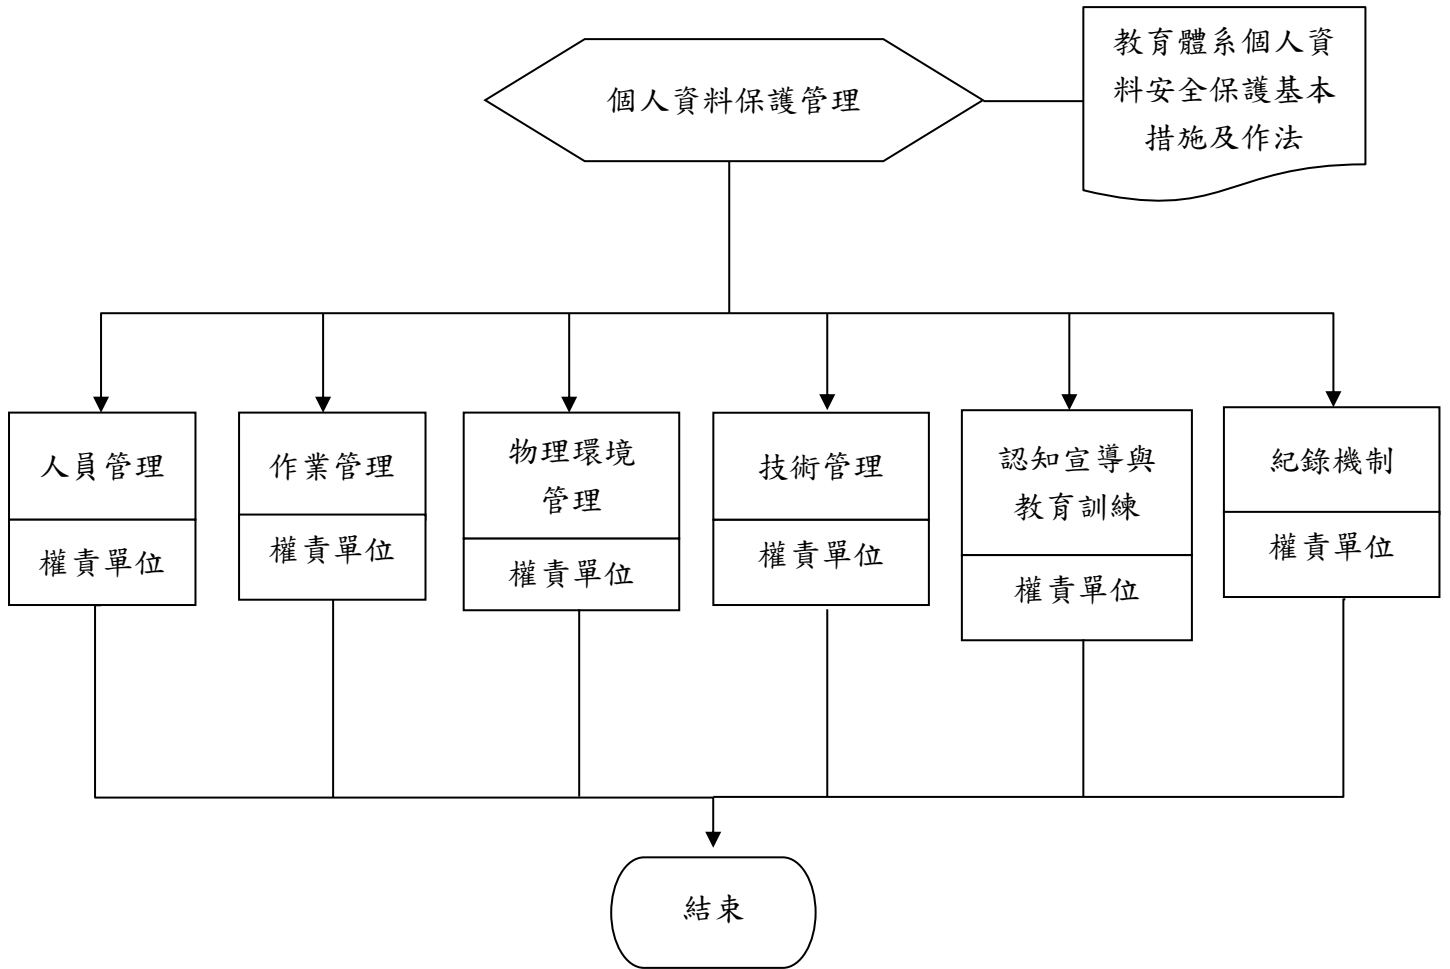 個人資料保護管理
教育體系個人資
料安全保護基本
措施及作法
人員管理
權責單位
作業管理
權責單位
物理環境
管理
權責單位
技術管理
權責單位
認知宣導與
教育訓練
權責單位
紀錄機制
權責單位
結束